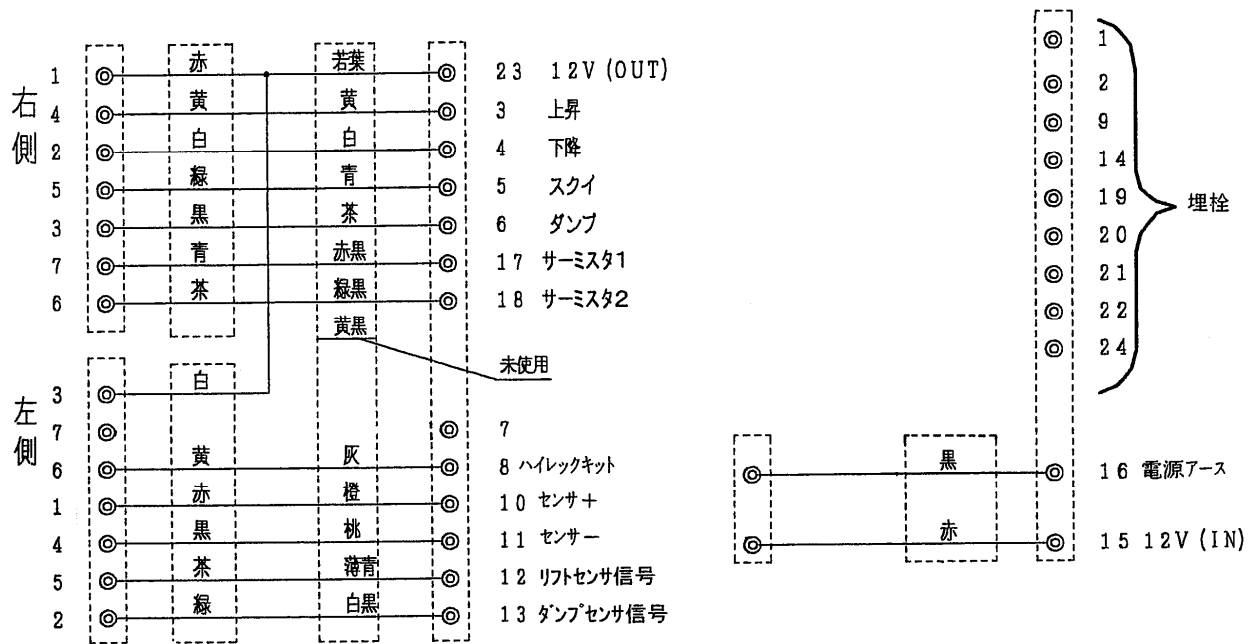 右側
1 赤 若葉 23 12V (OUT)
4 黄 黄 3 上昇
2 白 白 4 下降
5 緑 青 5 スクイ
3 黒 茶 6 ダンプ
7 青 赤黒 17 サーミスタ1
6 茶 緑黒 18 サーミスタ2
黄黒
未使用
左側
3 白
7 7
6 黄 灰 8 ハイレックキット
1 赤 橙 10 センサ+
4 黒 桃 11 センサー
5 茶 薄青 12 リフトセンサ信号
2 緑 白黒 13 ダンプセンサ信号
1
2
9
14
19
20
21
22
24
埋栓
黒 16 電源アース
赤 15 12V (IN)